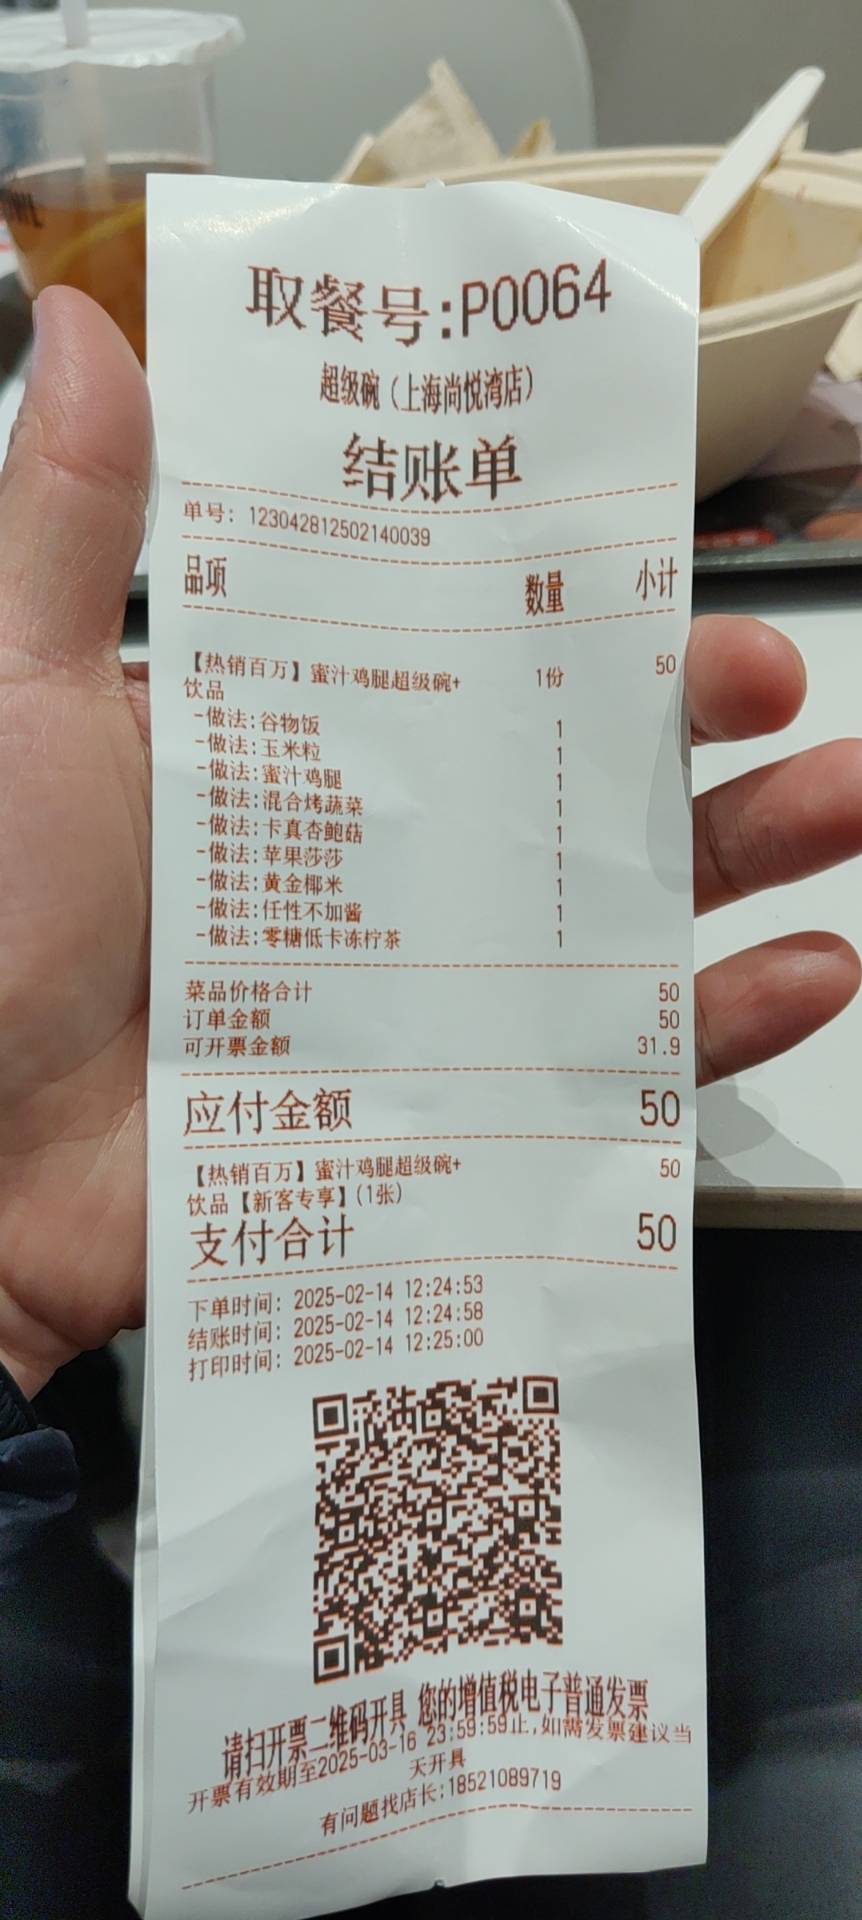 取餐号:P0064
超级碗（上海尚悦湾店）
结账单
单号: 123042812502140039
品项 数量 小计
【热销百万】蜜汁鸡腿超级碗+ 1份 50
饮品
-做法:谷物饭 1
-做法:玉米粒 1
-做法:蜜汁鸡腿 1
-做法:混合烤蔬菜 1
-做法:卡真杏鲍菇 1
-做法:苹果莎莎 1
-做法:黄金椰米 1
-做法:任性不加酱 1
-做法:零糖低卡冻柠茶 1
菜品价格合计 50
订单金额 50
可开票金额 31.9
应付金额 50
【热销百万】蜜汁鸡腿超级碗+ 50
饮品【新客专享】(1张)
支付合计 50
下单时间: 2025-02-14 12:24:53
结账时间: 2025-02-14 12:24:58
打印时间: 2025-02-14 12:25:00
请扫开票二维码开具 您的增值税电子普通发票
开票有效期至2025-03-16 23:59:59止,如需发票建议当
天开具
有问题找店长:18521089719